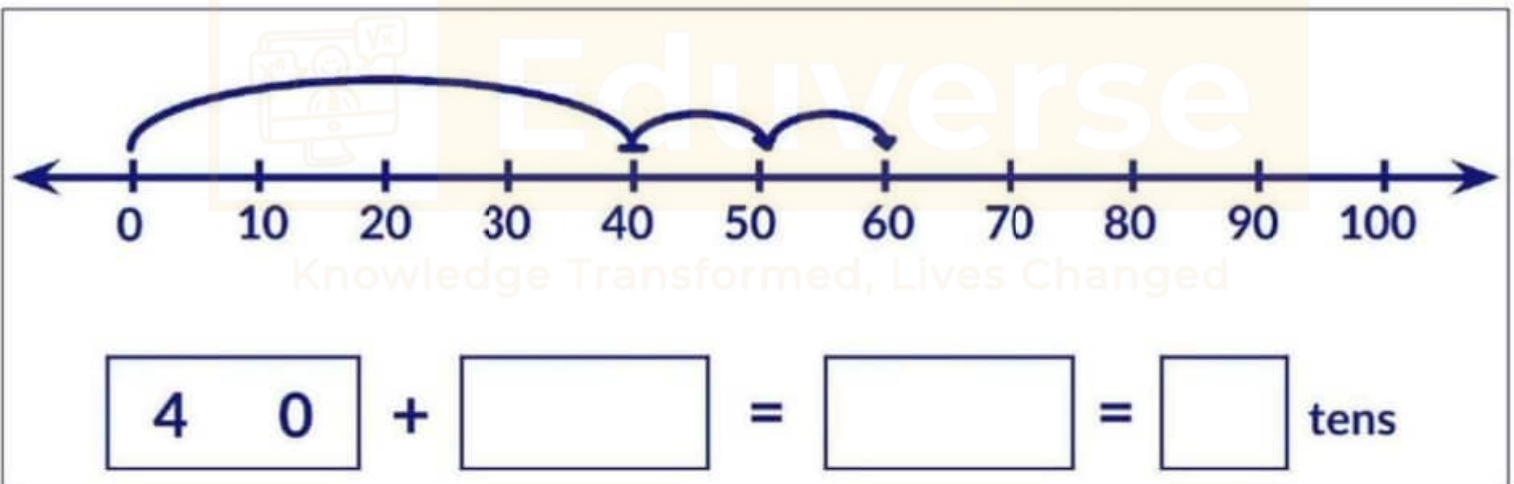 √x
Eduverse
0 10 20 30 40 50 60 70 80 90 100
Knowledge Transformed, Lives Changed
4 0 + = = tens